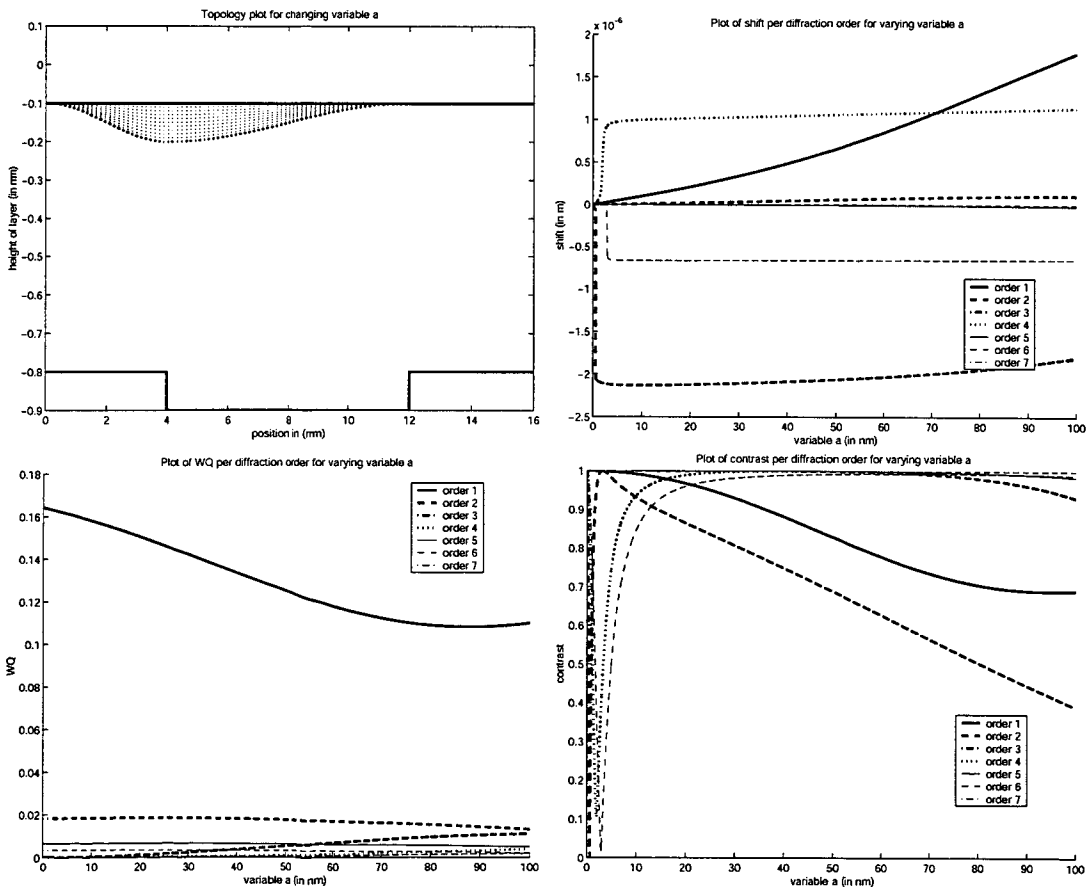 Topology plot for changing variable a
0.1
0
-0.1
-0.2
-0.3
-0.4
-0.5
-0.6
-0.7
-0.8
-0.9
height of layer (in nm)
0 2 4 6 8 10 12 14 16
position in (mm)
Plot of shift per diffraction order for varying variable a
x 10^-6
2
1.5
1
0.5
0
-0.5
-1
-1.5
-2
-2.5
shift (in m)
order 1
order 2
order 3
order 4
order 5
order 6
order 7
0 10 20 30 40 50 60 70 80 90 100
variable a (in nm)
Plot of WQ per diffraction order for varying variable a
0.18
0.16
0.14
0.12
0.1
0.08
0.06
0.04
0.02
0
WQ
order 1
order 2
order 3
order 4
order 5
order 6
order 7
0 10 20 30 40 50 60 70 80 90 100
variable a (in nm)
Plot of contrast per diffraction order for varying variable a
1
0.9
0.8
0.7
0.6
0.5
0.4
0.3
0.2
0.1
0
contrast
order 1
order 2
order 3
order 4
order 5
order 6
order 7
0 10 20 30 40 50 60 70 80 90 100
variable a (in nm)